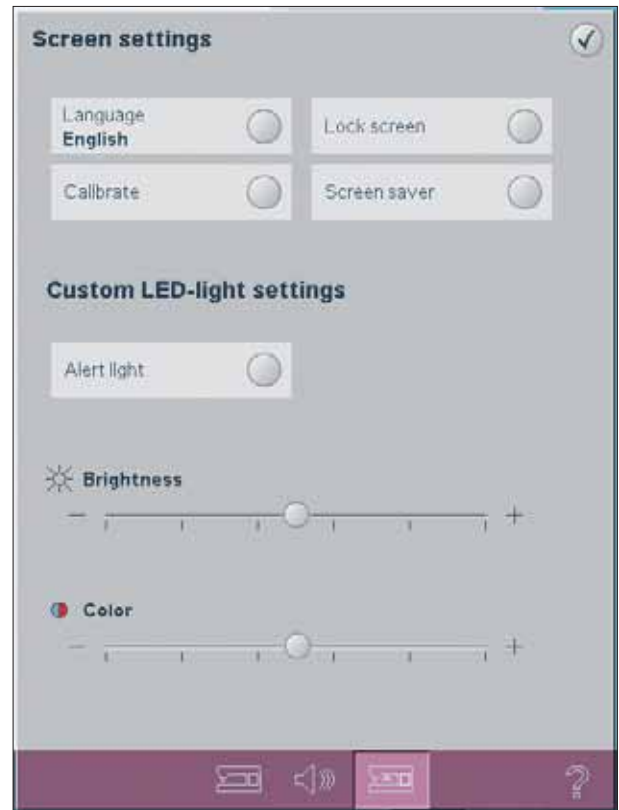 Screen settings
Language
English
Lock screen
Calibrate
Screen saver
Custom LED-light settings
Alert light
Brightness
Color